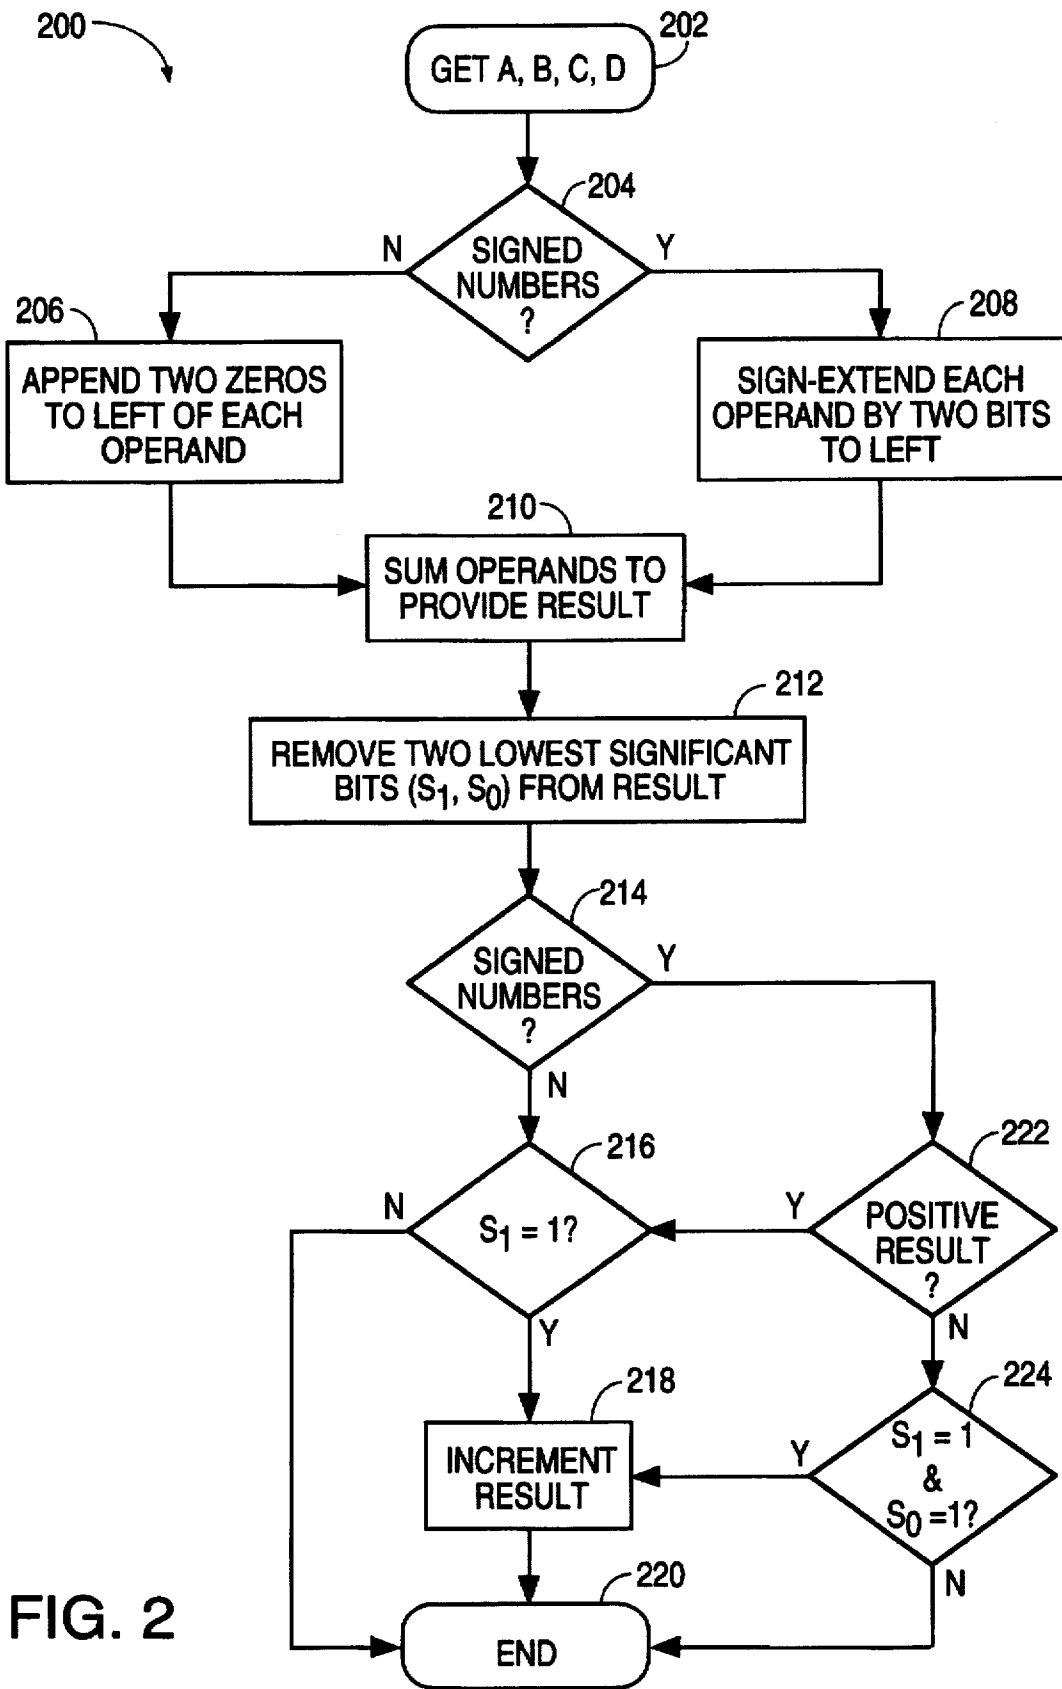 200
202
GET A, B, C, D
204
N
SIGNED
NUMBERS
?
Y
206
APPEND TWO ZEROS
TO LEFT OF EACH
OPERAND
208
SIGN-EXTEND EACH
OPERAND BY TWO BITS
TO LEFT
210
SUM OPERANDS TO
PROVIDE RESULT
212
REMOVE TWO LOWEST SIGNIFICANT
BITS (S1, S0) FROM RESULT
214
SIGNED
NUMBERS
?
Y
N
216
N
S1 = 1?
Y
222
Y
POSITIVE
RESULT
?
N
218
INCREMENT
RESULT
224
Y
S1 = 1
&
S0 =1?
N
220
END
FIG. 2